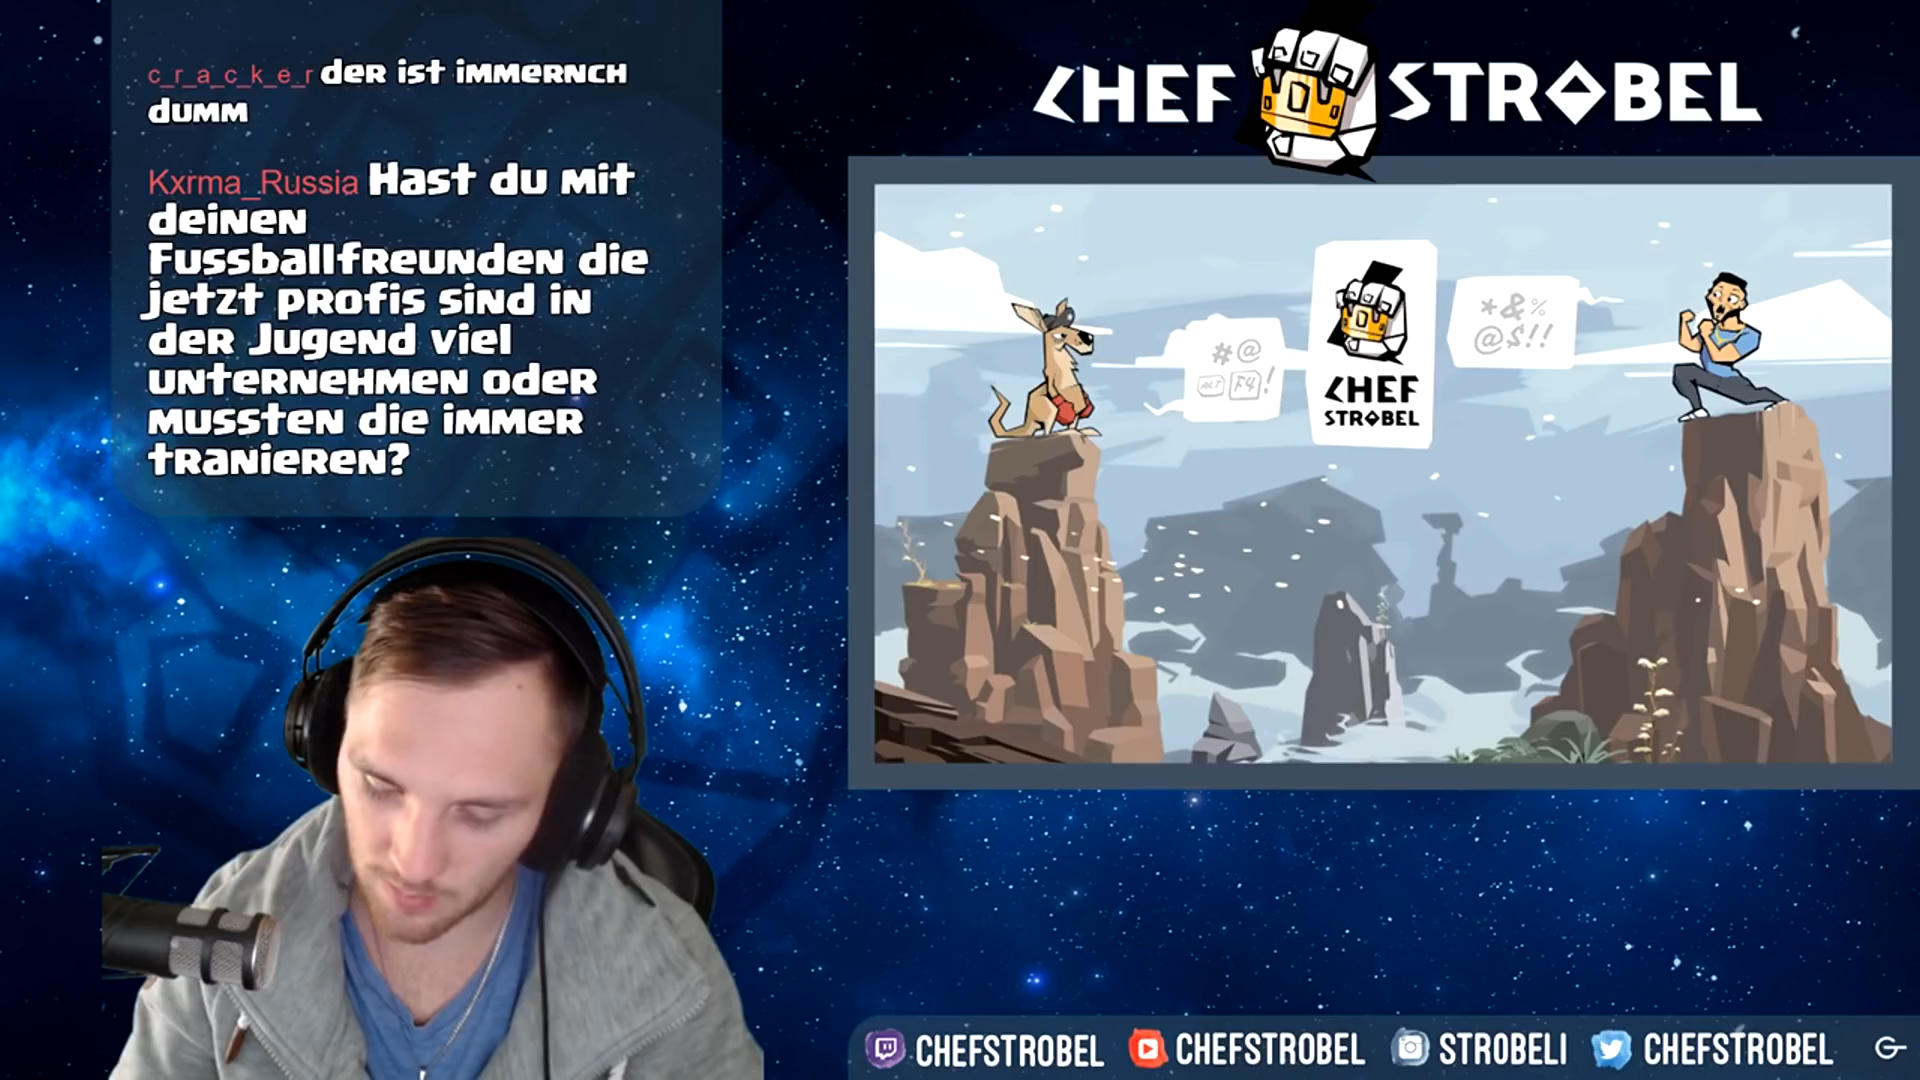 c_r_a_c_k_e_r der ist immernch
dumm
Kxrma_Russia Hast du mit
deinen
Fussballfreunden die
jetzt profis sind in
der Jugend viel
unternehmen oder
mussten die immer
tranieren?
CHEF STROBEL
#@
ALT F4!
CHEF
STROBEL
*&%
@$!!
CHEFSTROBEL CHEFSTROBEL STROBELI CHEFSTROBEL